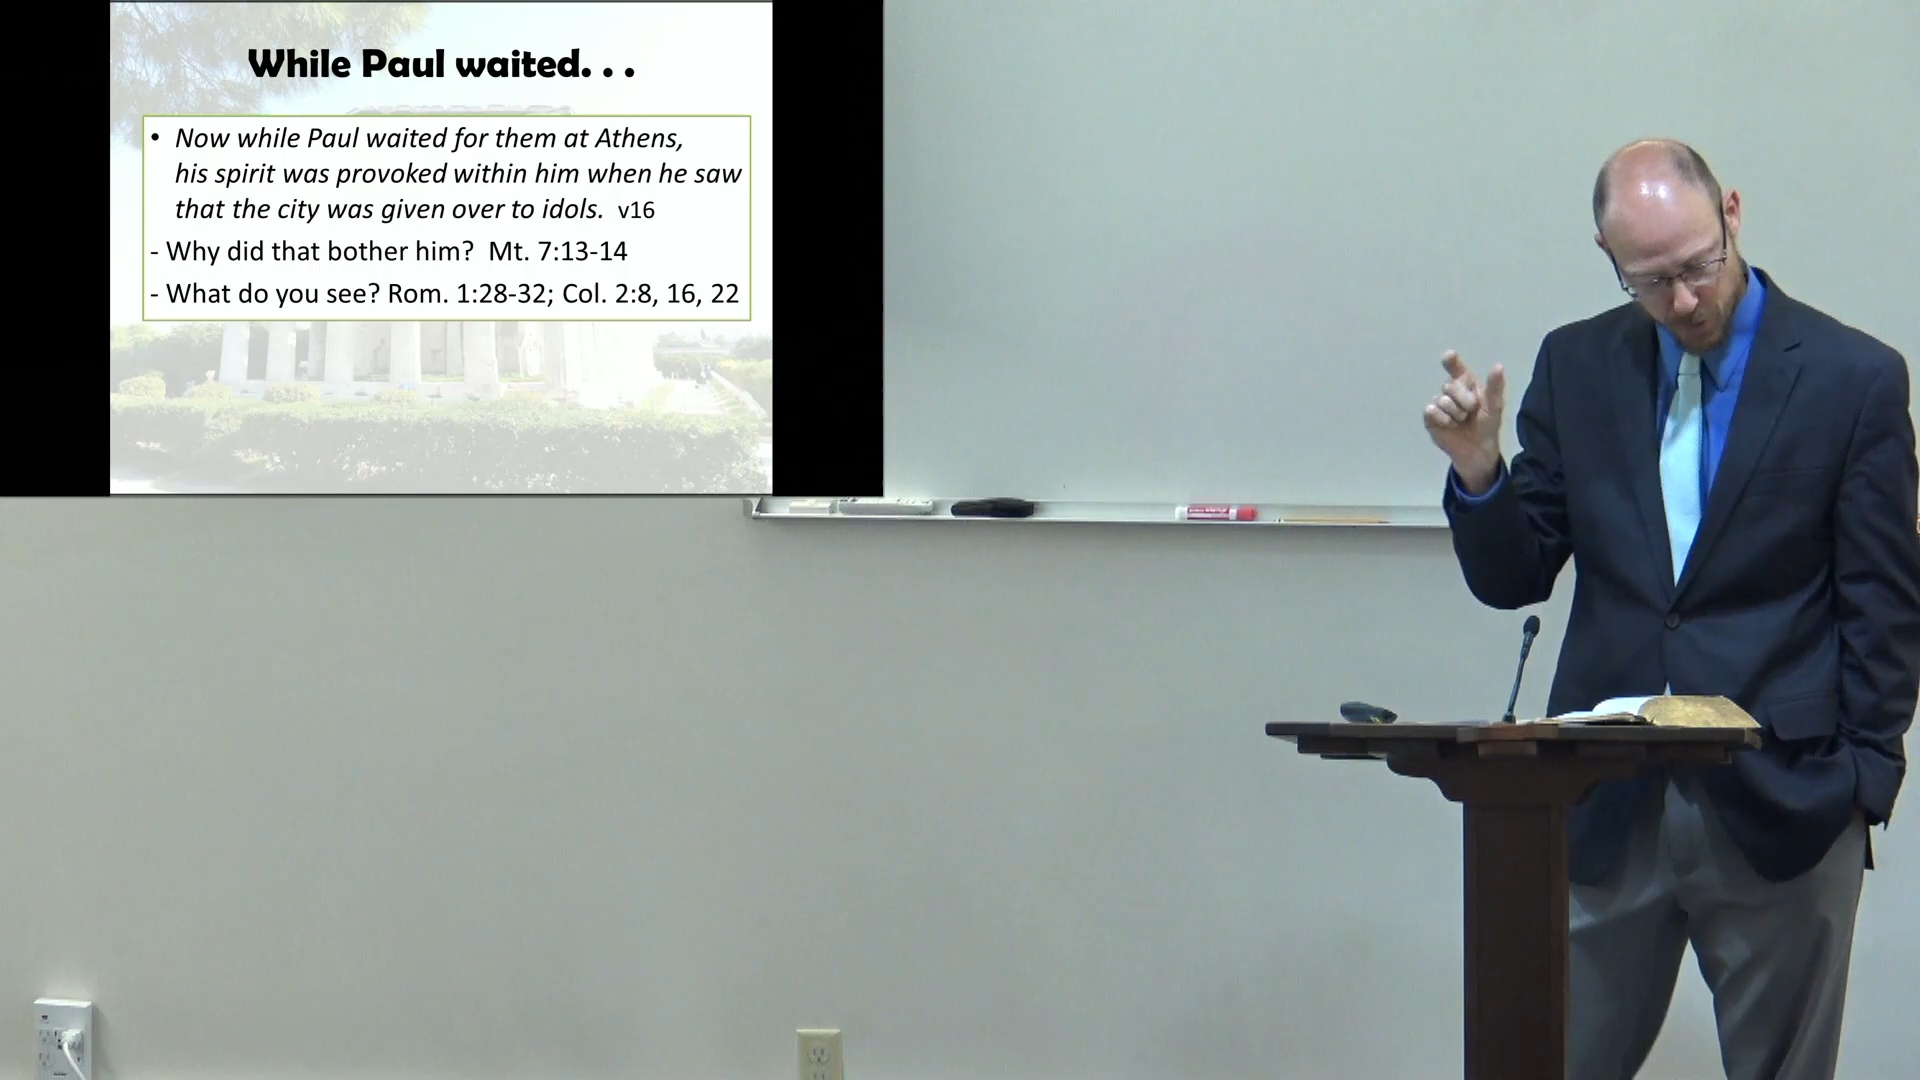 While Paul waited. . .
• Now while Paul waited for them at Athens,
his spirit was provoked within him when he saw
that the city was given over to idols. v16
- Why did that bother him? Mt. 7:13-14
- What do you see? Rom. 1:28-32; Col. 2:8, 16, 22